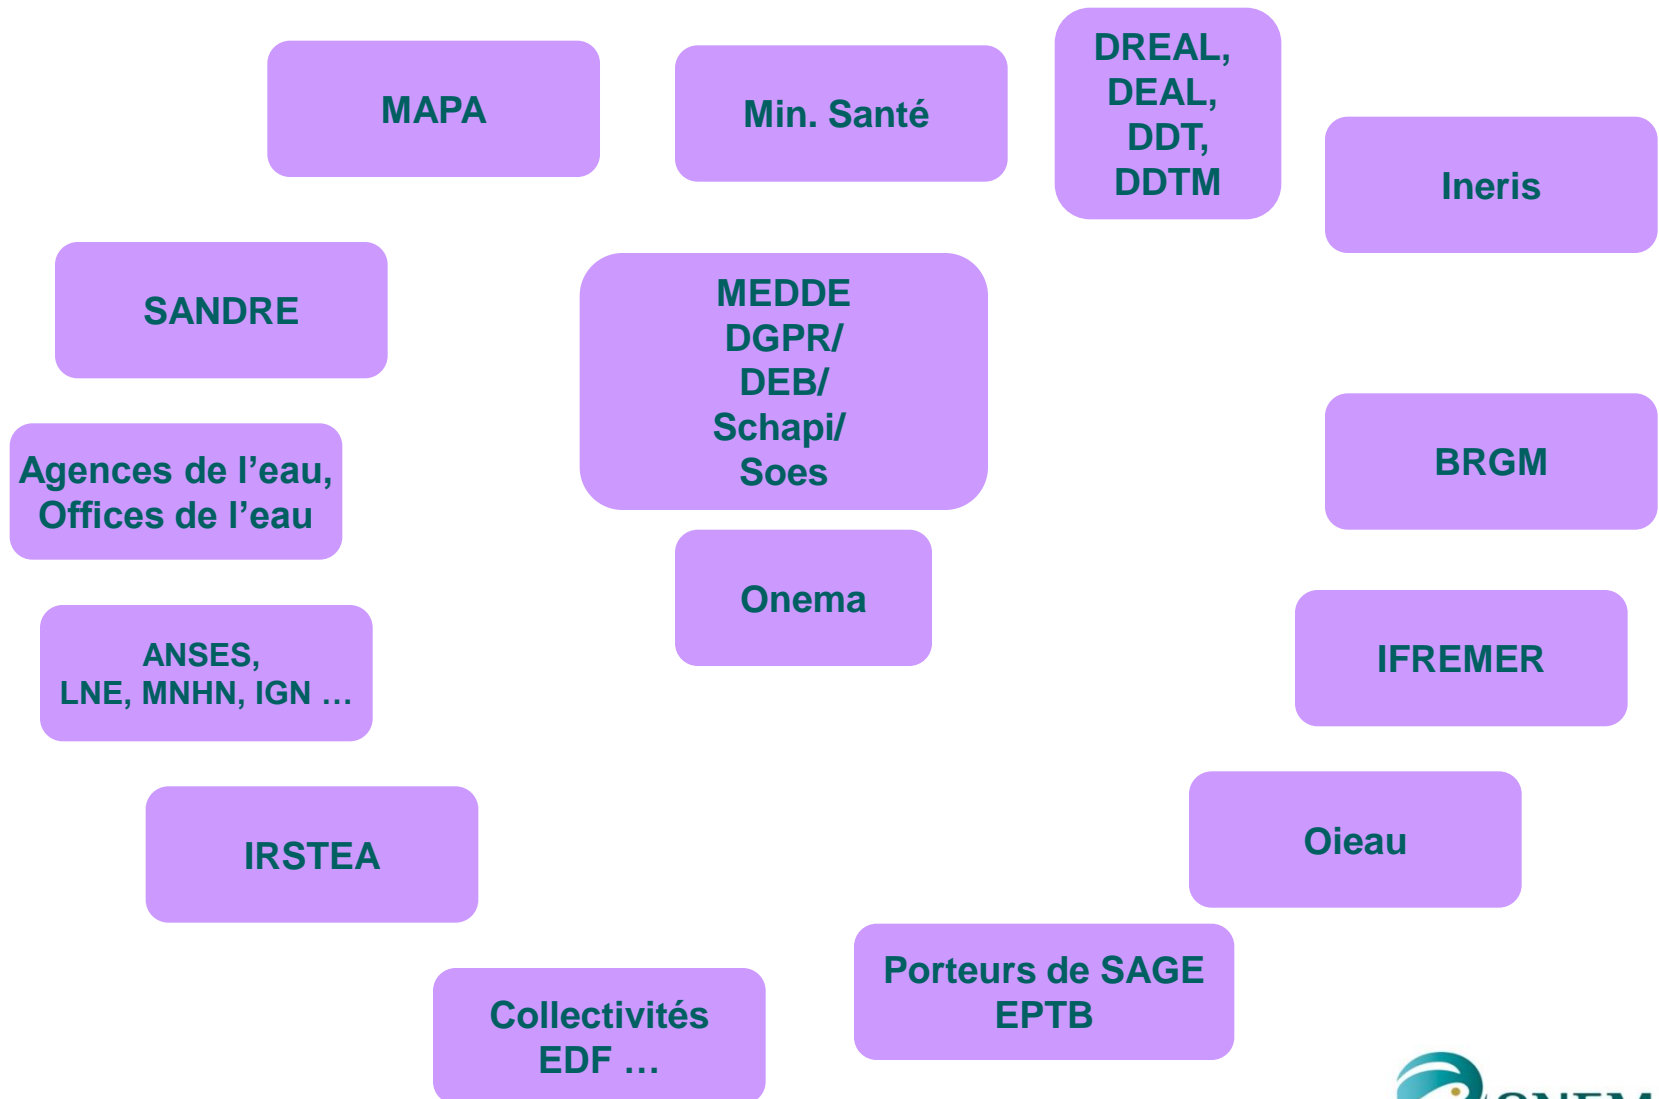 MAPA
Min. Santé
DREAL,
DEAL,
DDT,
DDTM
Ineris
SANDRE
MEDDE
DGPR/
DEB/
Schapi/
Soes
Agences de l’eau,
Offices de l’eau
BRGM
Onema
ANSES,
LNE, MNHN, IGN …
IFREMER
IRSTEA
Oieau
Porteurs de SAGE
EPTB
Collectivités
EDF …